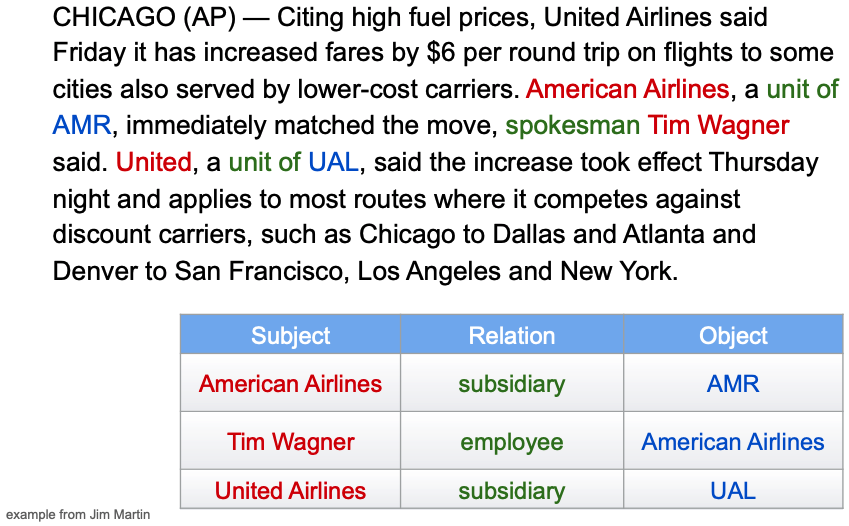 CHICAGO (AP) — Citing high fuel prices, United Airlines said
Friday it has increased fares by $6 per round trip on flights to some
cities also served by lower-cost carriers. American Airlines, a unit of
AMR, immediately matched the move, spokesman Tim Wagner
said. United, a unit of UAL, said the increase took effect Thursday
night and applies to most routes where it competes against
discount carriers, such as Chicago to Dallas and Atlanta and
Denver to San Francisco, Los Angeles and New York.
Subject Relation Object
American Airlines subsidiary AMR
Tim Wagner employee American Airlines
United Airlines subsidiary UAL
example from Jim Martin